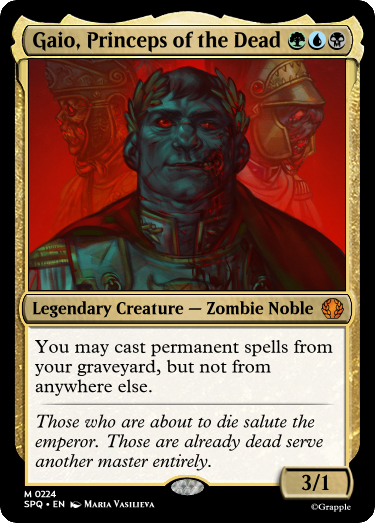 Gaio, Princeps of the Dead
Legendary Creature — Zombie Noble
You may cast permanent spells from
your graveyard, but not from
anywhere else.
Those who are about to die salute the
emperor. Those are already dead serve
another master entirely.
3/1
M 0224
SPQ • EN Maria Vasilieva
©Grapple